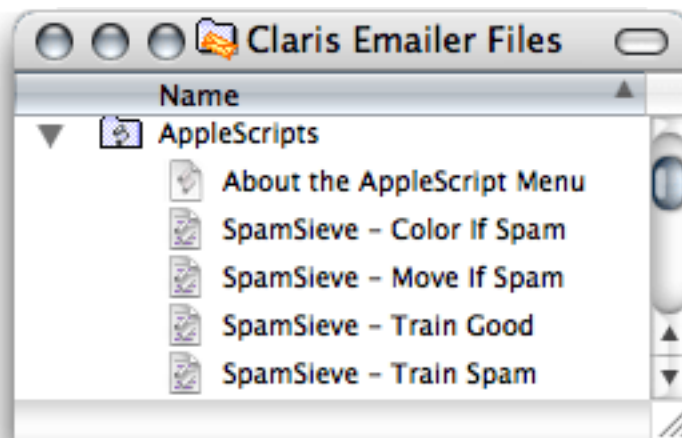 Claris Emailer Files
Name
AppleScripts
About the AppleScript Menu
SpamSieve – Color If Spam
SpamSieve – Move If Spam
SpamSieve – Train Good
SpamSieve – Train Spam